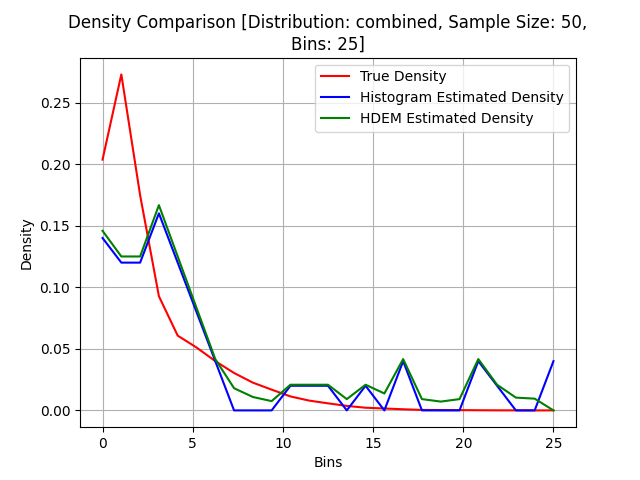 Density Comparison [Distribution: combined, Sample Size: 50,
Bins: 25]
True Density
Histogram Estimated Density
HDEM Estimated Density
Density
0.25
0.20
0.15
0.10
0.05
0.00
0 5 10 15 20 25
Bins